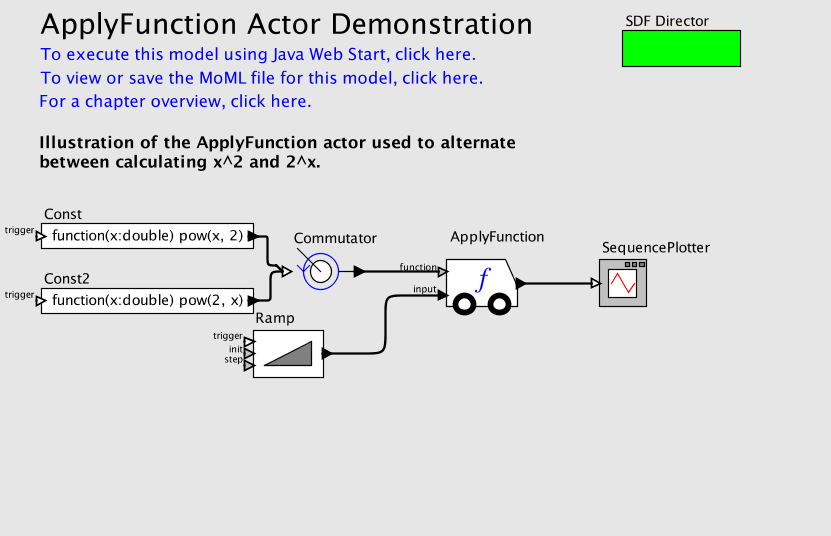 ApplyFunction Actor Demonstration
SDF Director
To execute this model using Java Web Start, click here.
To view or save the MoML file for this model, click here.
For a chapter overview, click here.
Illustration of the ApplyFunction actor used to alternate
between calculating x^2 and 2^x.
Const
trigger
function(x:double) pow(x, 2)
Commutator
ApplyFunction
SequencePlotter
function
f
input
Const2
trigger
function(x:double) pow(2, x)
Ramp
trigger
init
step